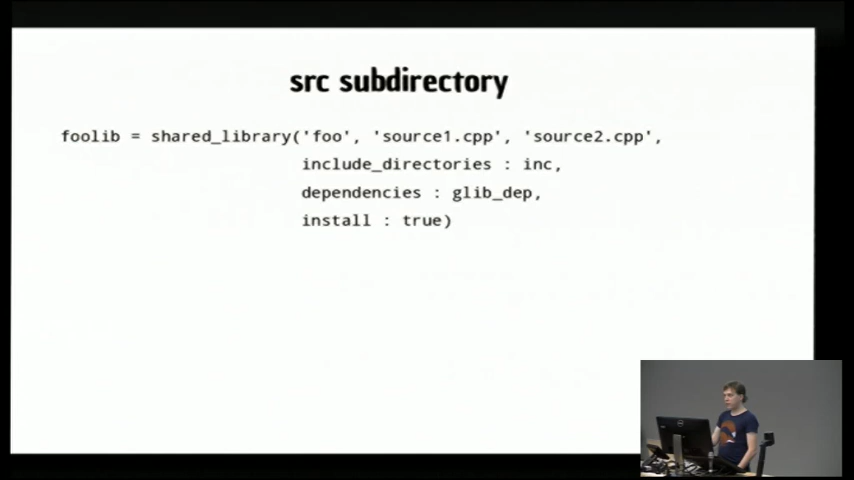 src subdirectory
foolib = shared_library('foo', 'source1.cpp', 'source2.cpp',
include_directories : inc,
dependencies : glib_dep,
install : true)